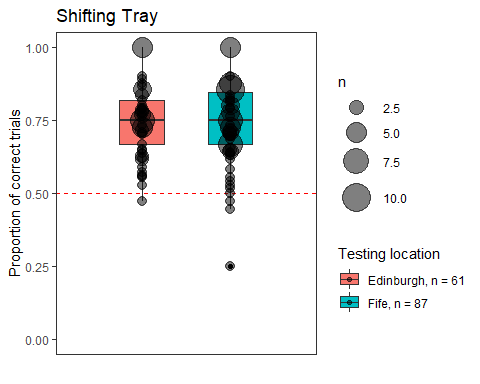 Shifting Tray
Proportion of correct trials
1.00
0.75
0.50
0.25
0.00
n
2.5
5.0
7.5
10.0
Testing location
Edinburgh, n = 61
Fife, n = 87